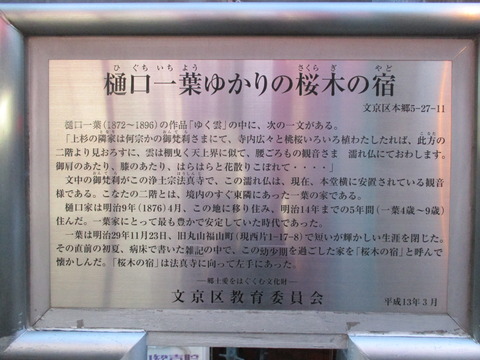 樋口一葉ゆかりの桜木の宿
文京区本郷5-27-11
樋口一葉(1872~1896)の作品「ゆく雲」の中に、次の一文がある。
「上杉の隣家は何宗かの御梵刹さまにて、寺内広々と桃桜いろいろ植わたしたれば、此方の
二階より見おろすに、雲は棚曳く天上界に似て、腰ごろもの観音さま 濡れ仏にておわします。
御肩のあたり、膝のあたり、はらはらと花散りこぼれて・・・・」
文中の御梵刹がこの浄土宗法真寺で、この濡れ仏は、現在、本堂横に安置されている観音
様である。こなたの二階とは、境内のすぐ東隣にあった一葉の家である。
樋口家は明治9年(1876)4月、この地に移り住み、明治14年までの5年間(一葉4歳~9歳)
住んだ。一葉家にとって最も豊かで安定していた時代であった。
一葉は明治29年11月23日、旧丸山福山町(現西片1-17-8)で短いが輝かしい生涯を閉じた。
その直前の初夏、病床で書いた雑記の中で、この幼少期を過ごした家を「桜木の宿」と呼んで
懐かしんだ。「桜木の宿」は法真寺に向って左手にあった。
―郷土愛をはぐくむ文化財―
文京区教育委員会
平成13年3月